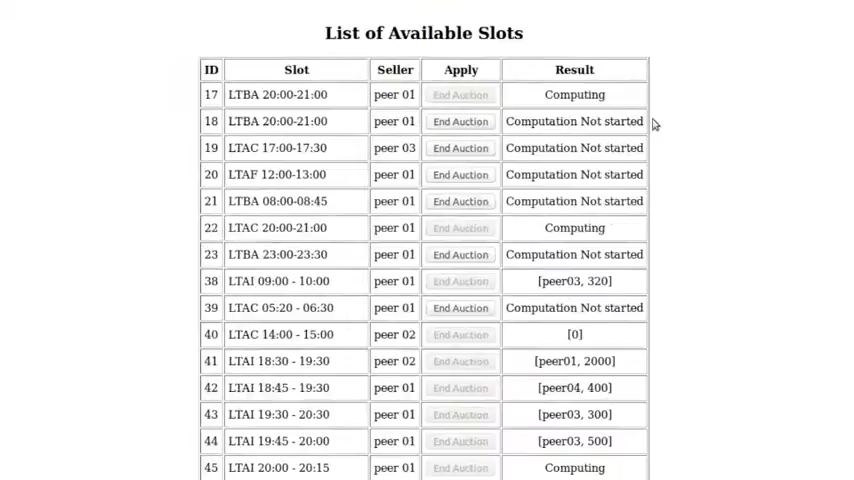 List of Available Slots
ID Slot Seller Apply Result
17 LTBA 20:00-21:00 peer 01 End Auction Computing
18 LTBA 20:00-21:00 peer 01 End Auction Computation Not started
19 LTAC 17:00-17:30 peer 03 End Auction Computation Not started
20 LTAF 12:00-13:00 peer 01 End Auction Computation Not started
21 LTBA 08:00-08:45 peer 01 End Auction Computation Not started
22 LTAC 20:00-21:00 peer 01 End Auction Computing
23 LTBA 23:00-23:30 peer 01 End Auction Computation Not started
38 LTAI 09:00 - 10:00 peer 01 End Auction [peer03, 320]
39 LTAC 05:20 - 06:30 peer 01 End Auction Computation Not started
40 LTAC 14:00 - 15:00 peer 02 End Auction [0]
41 LTAI 18:30 - 19:30 peer 02 End Auction [peer01, 2000]
42 LTAI 18:45 - 19:30 peer 01 End Auction [peer04, 400]
43 LTAI 19:30 - 20:30 peer 01 End Auction [peer03, 300]
44 LTAI 19:45 - 20:00 peer 01 End Auction [peer03, 500]
45 LTAI 20:00 - 20:15 peer 01 End Auction Computing